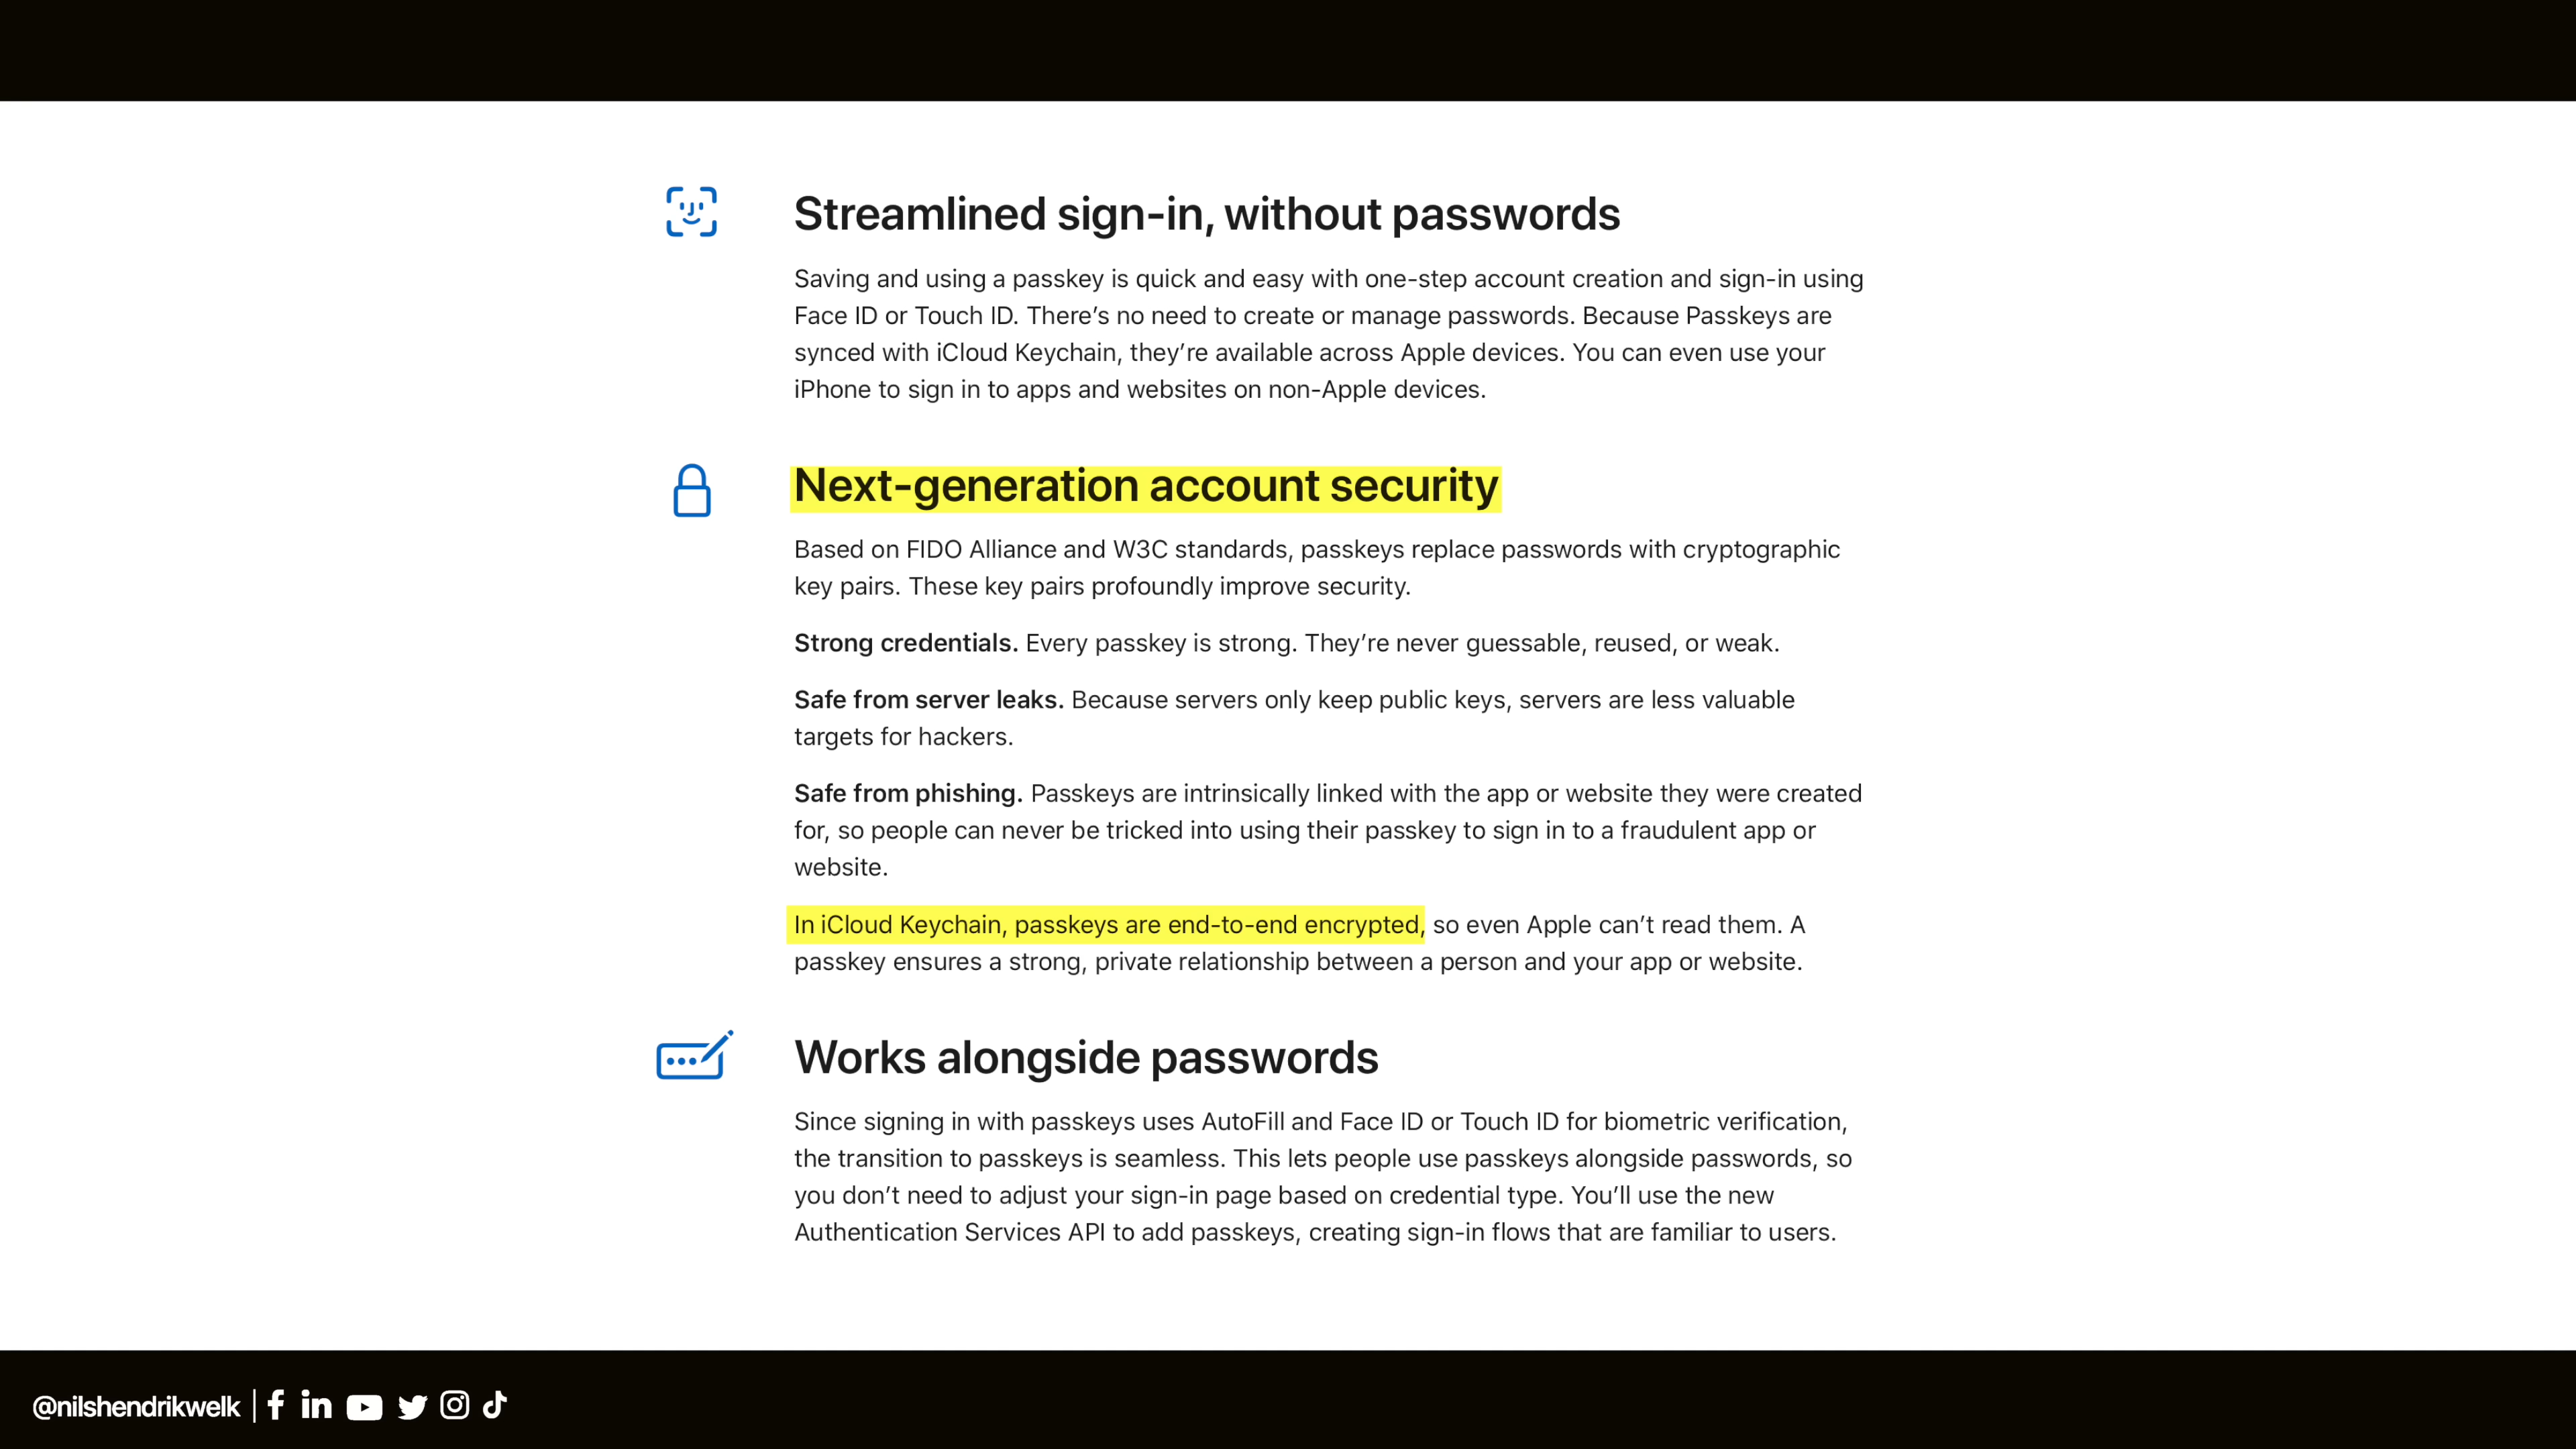 Streamlined sign-in, without passwords
Saving and using a passkey is quick and easy with one-step account creation and sign-in using
Face ID or Touch ID. There’s no need to create or manage passwords. Because Passkeys are
synced with iCloud Keychain, they’re available across Apple devices. You can even use your
iPhone to sign in to apps and websites on non-Apple devices.
Next-generation account security
Based on FIDO Alliance and W3C standards, passkeys replace passwords with cryptographic
key pairs. These key pairs profoundly improve security.
Strong credentials. Every passkey is strong. They’re never guessable, reused, or weak.
Safe from server leaks. Because servers only keep public keys, servers are less valuable
targets for hackers.
Safe from phishing. Passkeys are intrinsically linked with the app or website they were created
for, so people can never be tricked into using their passkey to sign in to a fraudulent app or
website.
In iCloud Keychain, passkeys are end-to-end encrypted, so even Apple can’t read them. A
passkey ensures a strong, private relationship between a person and your app or website.
Works alongside passwords
Since signing in with passkeys uses AutoFill and Face ID or Touch ID for biometric verification,
the transition to passkeys is seamless. This lets people use passkeys alongside passwords, so
you don’t need to adjust your sign-in page based on credential type. You’ll use the new
Authentication Services API to add passkeys, creating sign-in flows that are familiar to users.
@nilshendrikwelk